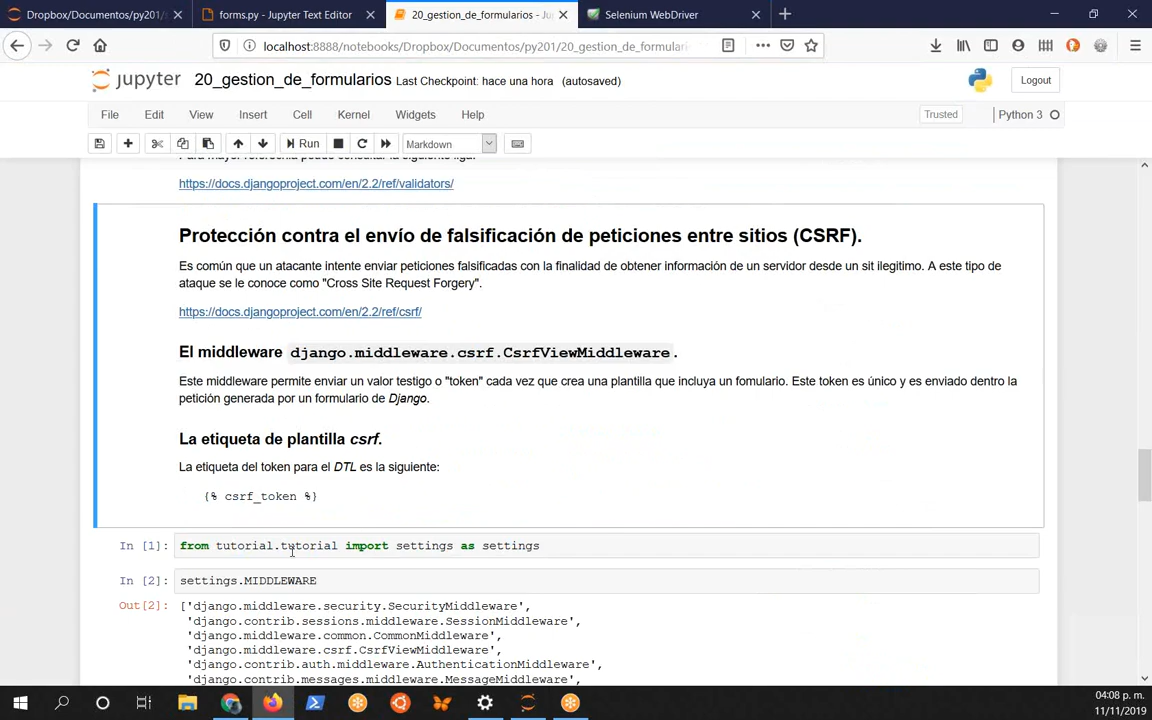 Dropbox/Documentos/py201/
forms.py - Jupyter Text Editor
20_gestion_de_formularios - Ju
Selenium WebDriver
localhost:8888/notebooks/Dropbox/Documentos/py201/20_gestion_de_formulari
jupyter 20_gestion_de_formularios Last Checkpoint: hace una hora (autosaved)
Logout
File Edit View Insert Cell Kernel Widgets Help
Trusted
Python 3
Run
Markdown
https://docs.djangoproject.com/en/2.2/ref/validators/
Protección contra el envío de falsificación de peticiones entre sitios (CSRF).
Es común que un atacante intente enviar peticiones falsificadas con la finalidad de obtener información de un servidor desde un sit ilegitimo. A este tipo de
ataque se le conoce como "Cross Site Request Forgery".
https://docs.djangoproject.com/en/2.2/ref/csrf/
El middleware django.middleware.csrf.CsrfViewMiddleware.
Este middleware permite enviar un valor testigo o "token" cada vez que crea una plantilla que incluya un fomulario. Este token es único y es enviado dentro la
petición generada por un formulario de Django.
La etiqueta de plantilla csrf.
La etiqueta del token para el DTL es la siguiente:
{% csrf_token %}
In [1]: from tutorial.tutorial import settings as settings
In [2]: settings.MIDDLEWARE
Out[2]: ['django.middleware.security.SecurityMiddleware',
'django.contrib.sessions.middleware.SessionMiddleware',
'django.middleware.common.CommonMiddleware',
'django.middleware.csrf.CsrfViewMiddleware',
'django.contrib.auth.middleware.AuthenticationMiddleware',
'django.contrib.messages.middleware.MessageMiddleware',
04:08 p. m.
11/11/2019